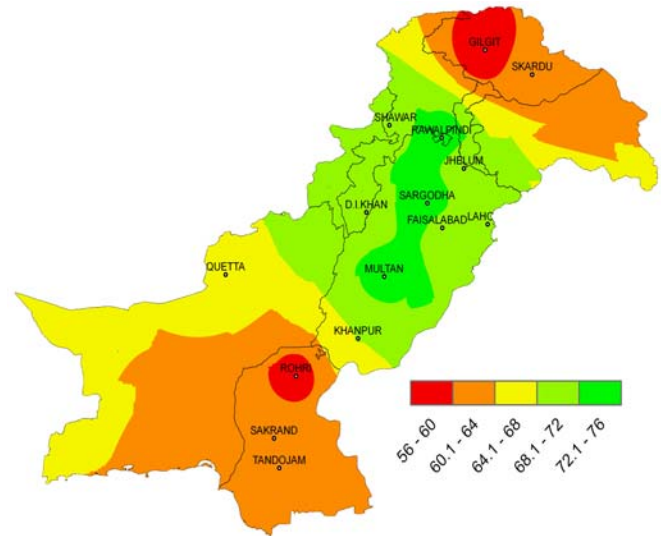 GILGIT
SKARDU
SHAWAR
RAWALPINDI
JHELUM
SARGODHA
D.I.KHAN
FAISALABAD
LAHC
QUETTA
MULTAN
KHANPUR
ROHRI
SAKRAND
TANDOJAM
56 - 60
60.1 - 64
64.1 - 68
68.1 - 72
72.1 - 76